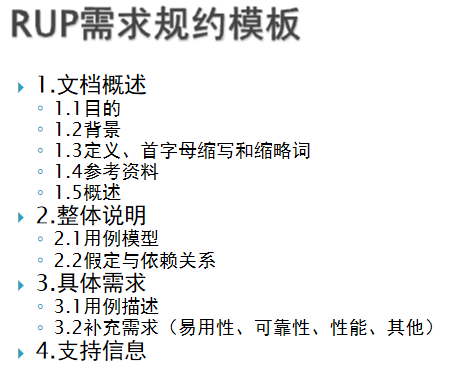 RUP需求规约模板
1.文档概述
1.1目的
1.2背景
1.3定义、首字母缩写和缩略词
1.4参考资料
1.5概述
2.整体说明
2.1用例模型
2.2假定与依赖关系
3.具体需求
3.1用例描述
3.2补充需求（易用性、可靠性、性能、其他）
4.支持信息